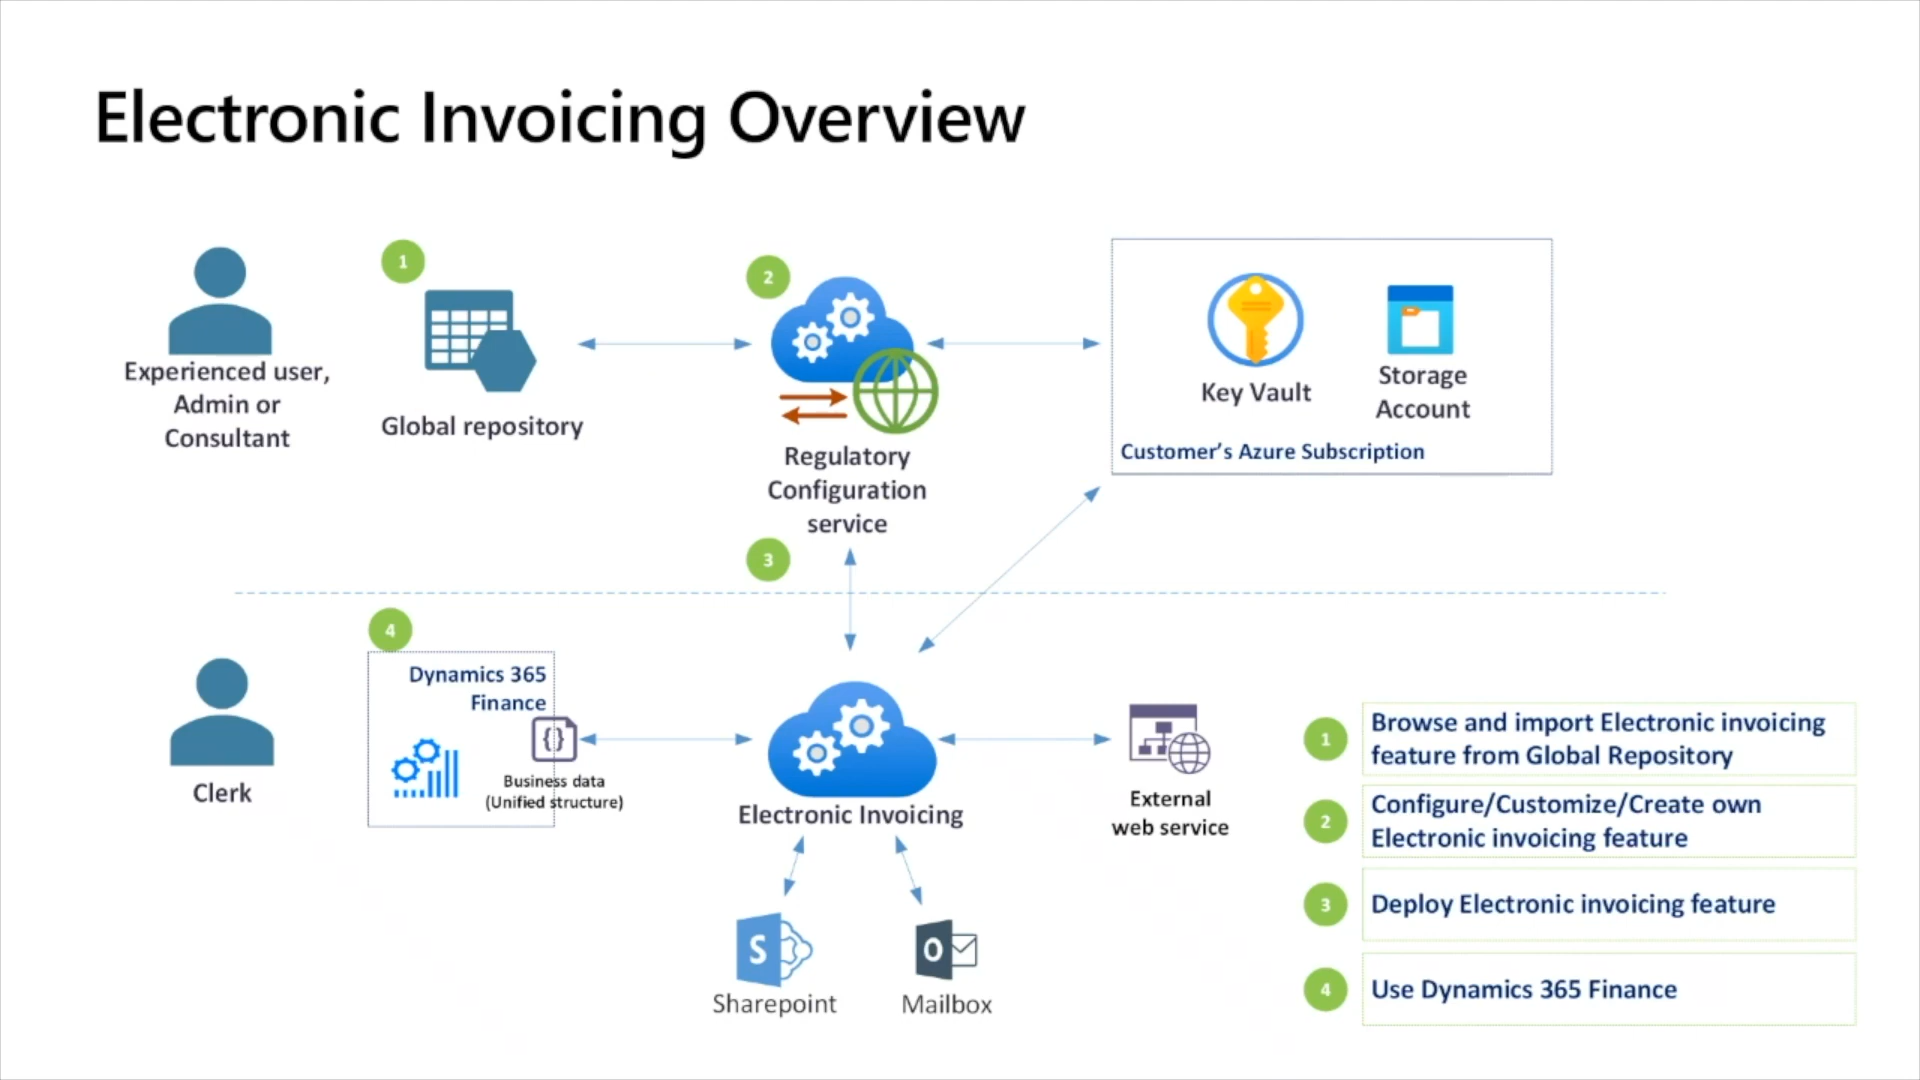 Electronic Invoicing Overview
1
2
Experienced user,
Admin or
Consultant
Global repository
Regulatory
Configuration
service
Key Vault
Storage
Account
Customer's Azure Subscription
3
4
Dynamics 365
Finance
{}
Business data
(Unified structure)
Clerk
Electronic Invoicing
External
web service
S
Sharepoint
O
Mailbox
1
Browse and import Electronic invoicing
feature from Global Repository
2
Configure/Customize/Create own
Electronic invoicing feature
3
Deploy Electronic invoicing feature
4
Use Dynamics 365 Finance